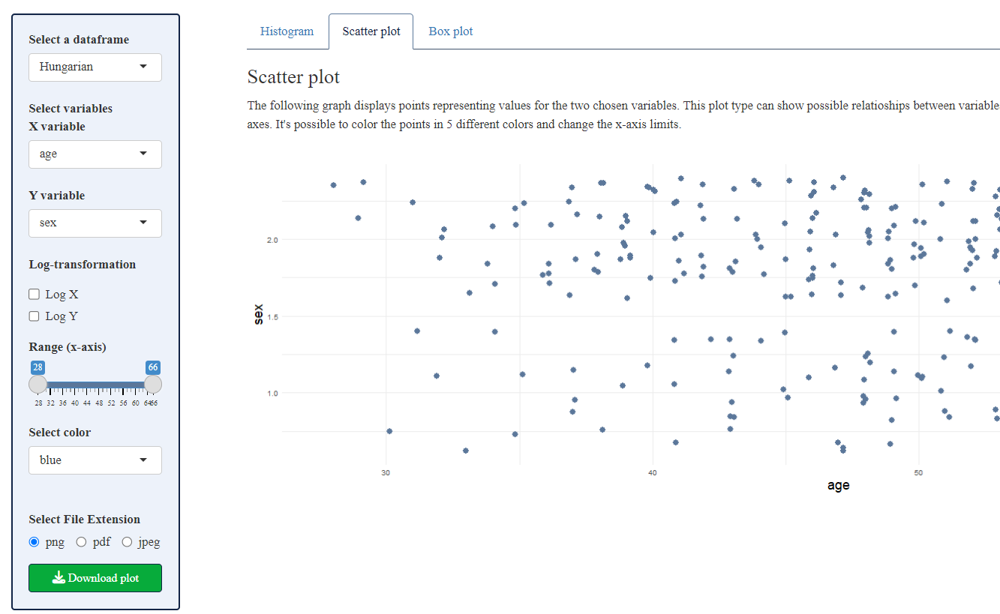 Select a dataframe
Hungarian
Select variables
X variable
age
Y variable
sex
Log-transformation
Log X
Log Y
Range (x-axis)
28 66
28 32 36 40 44 48 52 56 60 64 66
Select color
blue
Select File Extension
png pdf jpeg
Download plot
Histogram Scatter plot Box plot
Scatter plot
The following graph displays points representing values for the two chosen variables. This plot type can show possible relatioships between variable
axes. It's possible to color the points in 5 different colors and change the x-axis limits.
2.0
sex
1.5
1.0
30 40 50
age